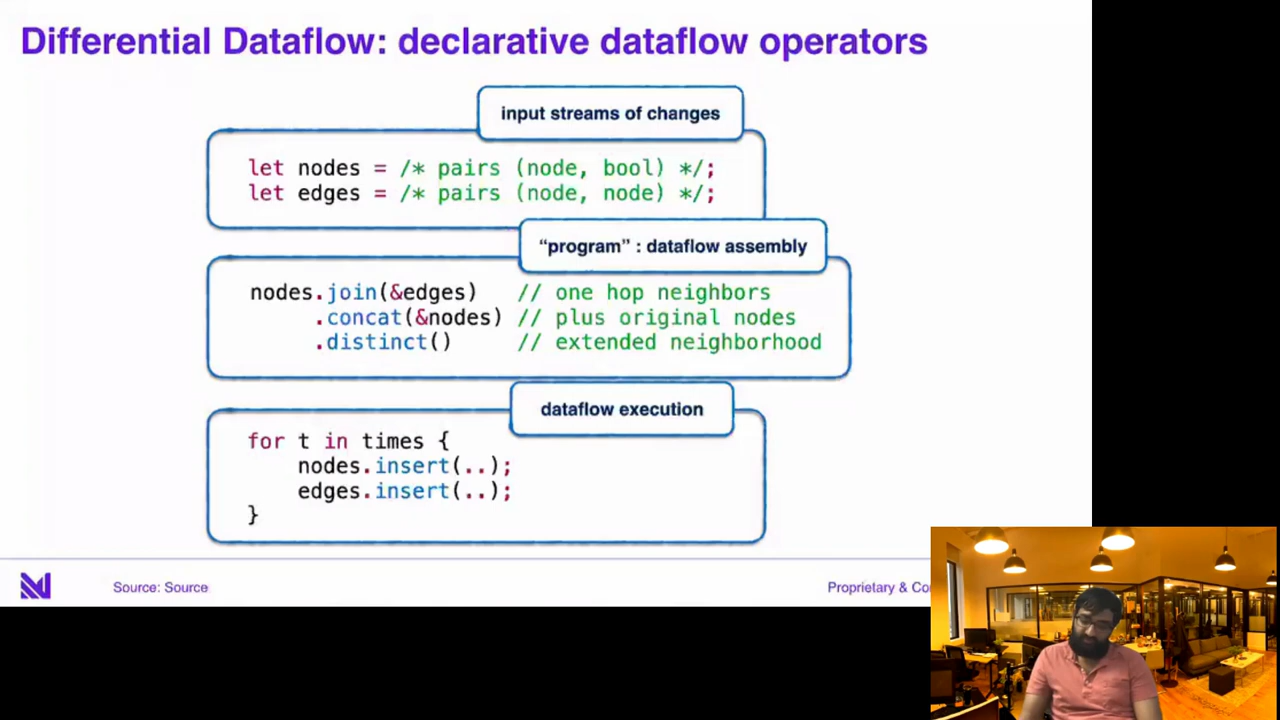 Differential Dataflow: declarative dataflow operators
input streams of changes
let nodes = /* pairs (node, bool) */;
let edges = /* pairs (node, node) */;
“program” : dataflow assembly
nodes.join(&edges) // one hop neighbors
.concat(&nodes) // plus original nodes
.distinct() // extended neighborhood
dataflow execution
for t in times {
nodes.insert(..);
edges.insert(..);
}
Source: Source
Proprietary &